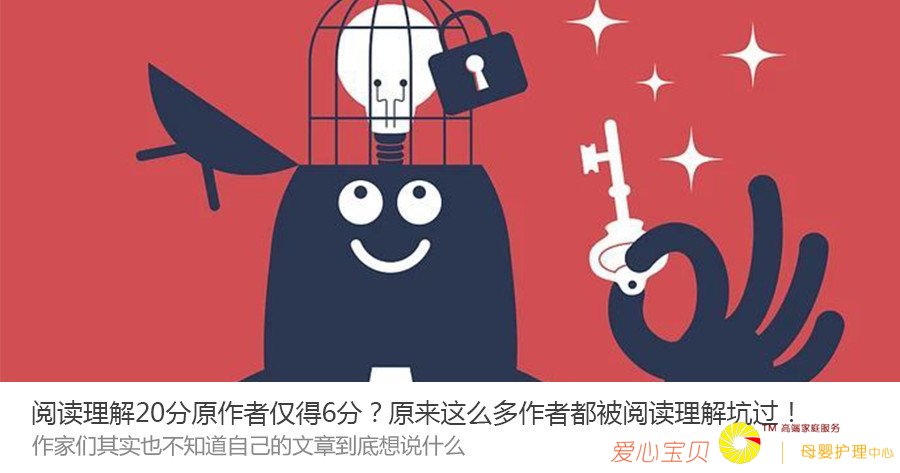 阅读理解20分原作者仅得6分？原来这么多作者都被阅读理解坑过！
作家们其实也不知道自己的文章到底想说什么
爱心宝贝
TM 高端家庭服务
母婴护理中心